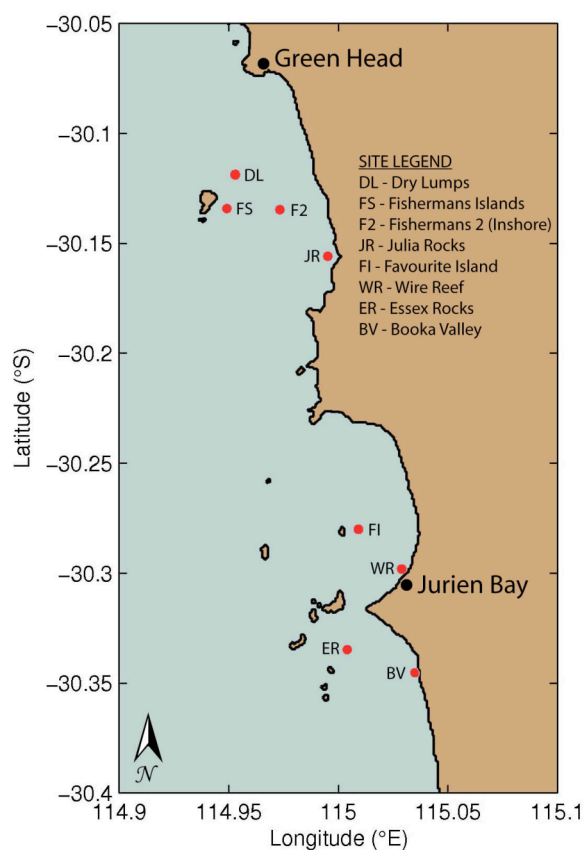 −30.05
Green Head
−30.1
DL
FS
F2
SITE LEGEND
DL - Dry Lumps
FS - Fishermans Islands
F2 - Fishermans 2 (Inshore)
JR - Julia Rocks
FI - Favourite Island
WR - Wire Reef
ER - Essex Rocks
BV - Booka Valley
−30.15
JR
−30.2
Latitude (°S)
−30.25
FI
WR
−30.3
Jurien Bay
ER
BV
−30.35
N
−30.4
114.9
114.95
115
115.05
115.1
Longitude (°E)